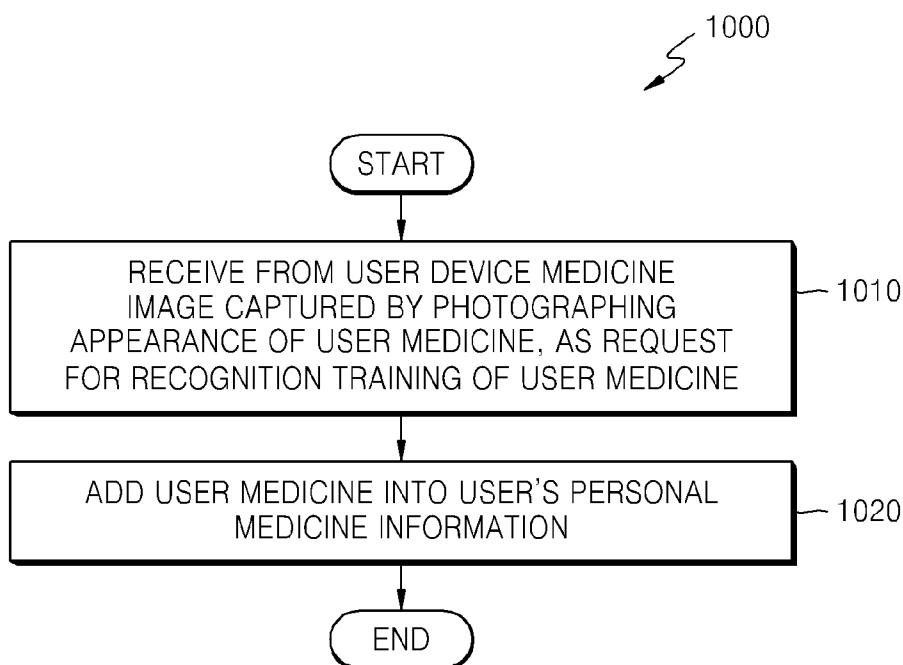 1000
START
RECEIVE FROM USER DEVICE MEDICINE
IMAGE CAPTURED BY PHOTOGRAPHING
APPEARANCE OF USER MEDICINE, AS REQUEST
FOR RECOGNITION TRAINING OF USER MEDICINE
1010
ADD USER MEDICINE INTO USER'S PERSONAL
MEDICINE INFORMATION
1020
END